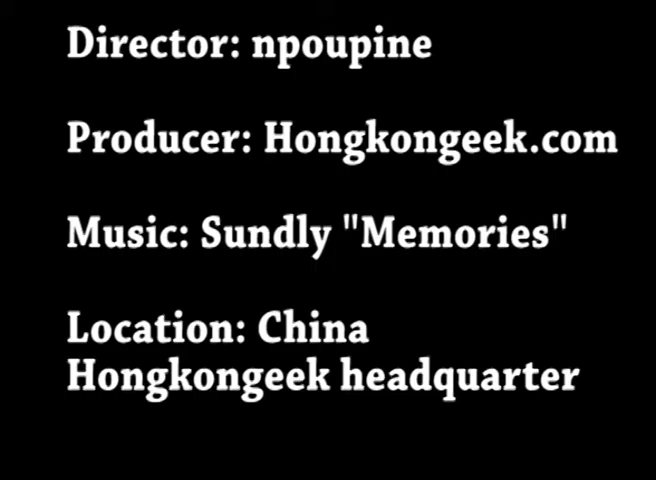 Director: npoupine
Producer: Hongkongeek.com
Music: Sundly "Memories"
Location: China
Hongkongeek headquarter